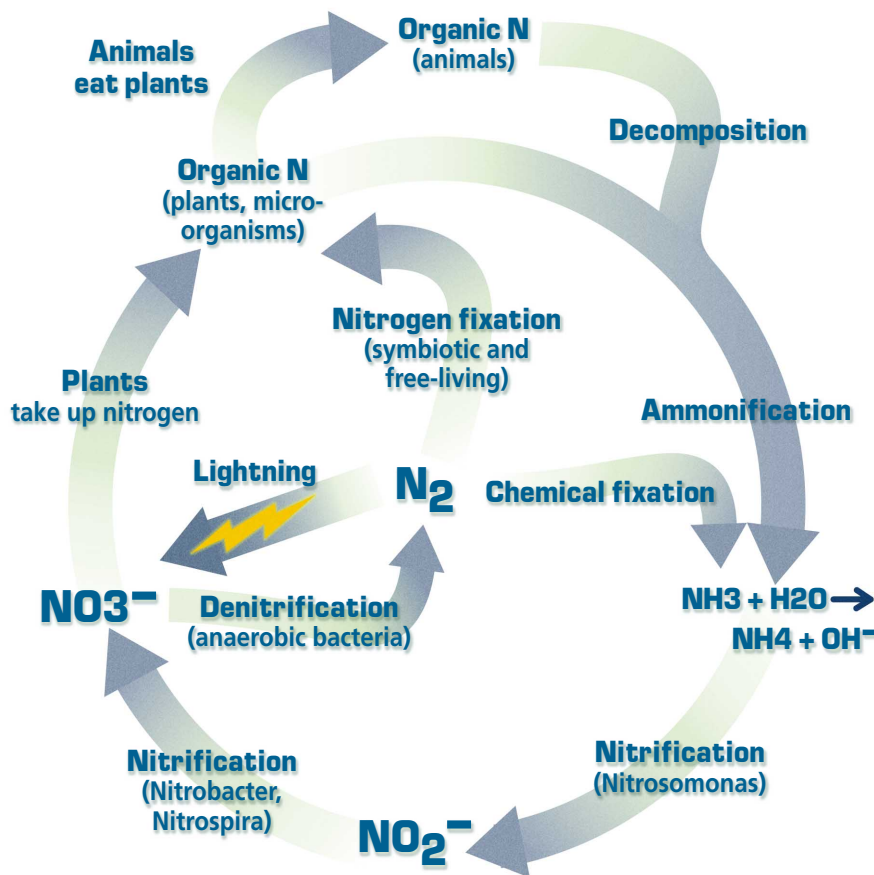 Organic N
(animals)
Animals
eat plants
Decomposition
Organic N
(plants, micro-
organisms)
Nitrogen fixation
(symbiotic and
free-living)
Plants
take up nitrogen
Ammonification
Lightning
N₂
Chemical fixation
NO3⁻
Denitrification
(anaerobic bacteria)
NH3 + H2O →
NH4 + OH⁻
Nitrification
(Nitrobacter,
Nitrospira)
Nitrification
(Nitrosomonas)
NO₂⁻